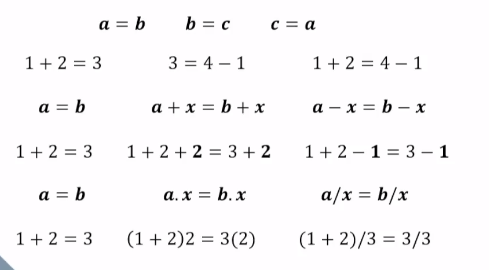 a = b b = c c = a
1 + 2 = 3 3 = 4 − 1 1 + 2 = 4 − 1
a = b a + x = b + x a − x = b − x
1 + 2 = 3 1 + 2 + 2 = 3 + 2 1 + 2 − 1 = 3 − 1
a = b a. x = b. x a/x = b/x
1 + 2 = 3 (1 + 2)2 = 3(2) (1 + 2)/3 = 3/3